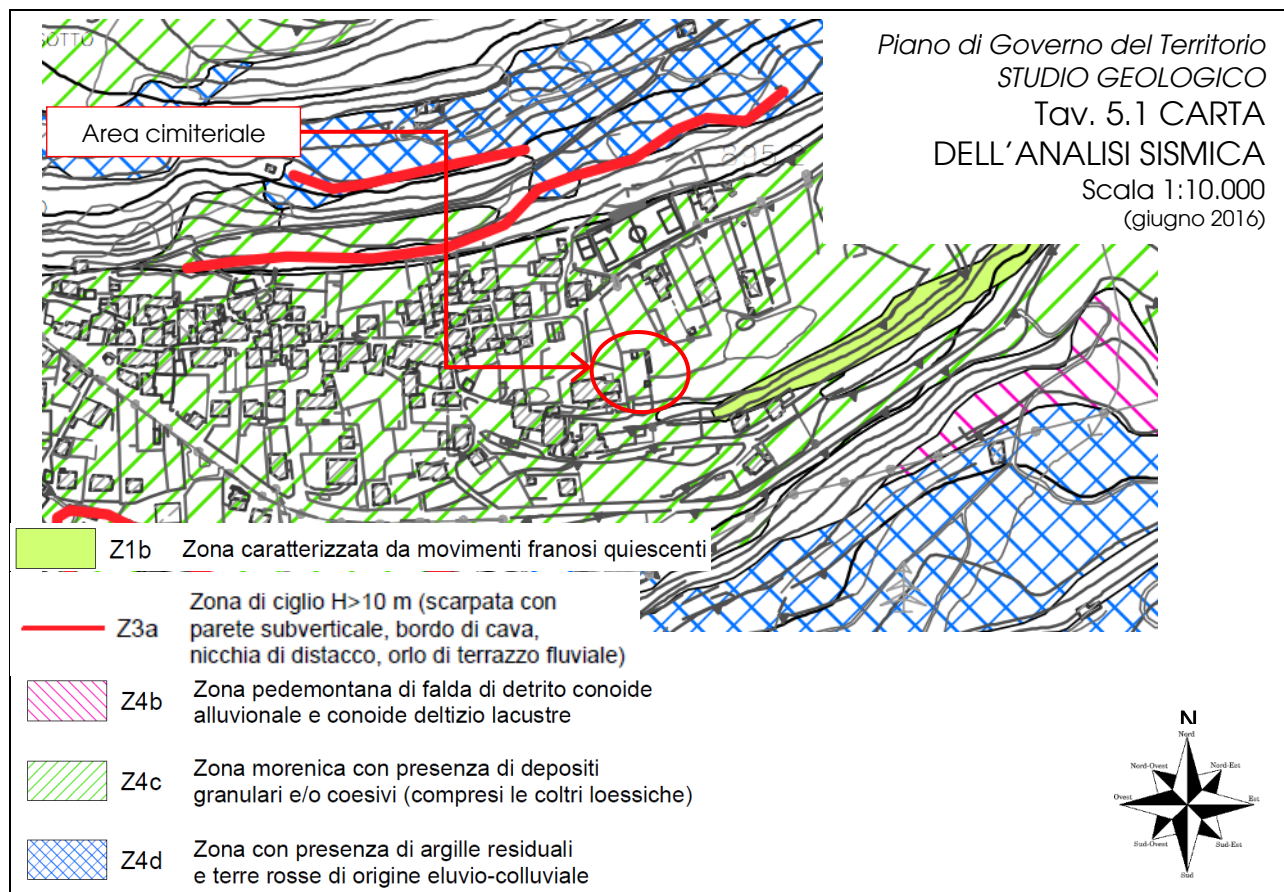 Piano di Governo del Territorio
STUDIO GEOLOGICO
Tav. 5.1 CARTA
DELL'ANALISI SISMICA
Scala 1:10.000
(giugno 2016)
SOTTO
Area cimiteriale
Z1b Zona caratterizzata da movimenti franosi quiescenti
Z3a Zona di ciglio H>10 m (scarpata con
parete subverticale, bordo di cava,
nicchia di distacco, orlo di terrazzo fluviale)
Z4b Zona pedemontana di falda di detrito conoide
alluvionale e conoide deltizio lacustre
Z4c Zona morenica con presenza di depositi
granulari e/o coesivi (compresi le coltri loessiche)
Z4d Zona con presenza di argille residuali
e terre rosse di origine eluvio-colluviale
N
Nord
Nord-Ovest Nord-Est
Ovest Est
Sud-Ovest Sud-Est
Sud